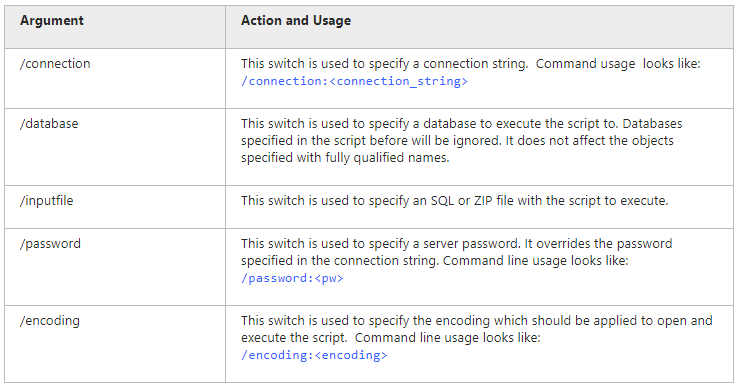 Argument
Action and Usage
/connection
This switch is used to specify a connection string.  Command usage  looks like:
/connection:<connection_string>
/database
This switch is used to specify a database to execute the script to. Databases
specified in the script before will be ignored. It does not affect the objects
specified with fully qualified names.
/inputfile
This switch is used to specify an SQL or ZIP file with the script to execute.
/password
This switch is used to specify a server password. It overrides the password
specified in the connection string. Command line usage looks like:
/password:<pw>
/encoding
This switch is used to specify the encoding which should be applied to open and
execute the script.  Command line usage looks like:
/encoding:<encoding>